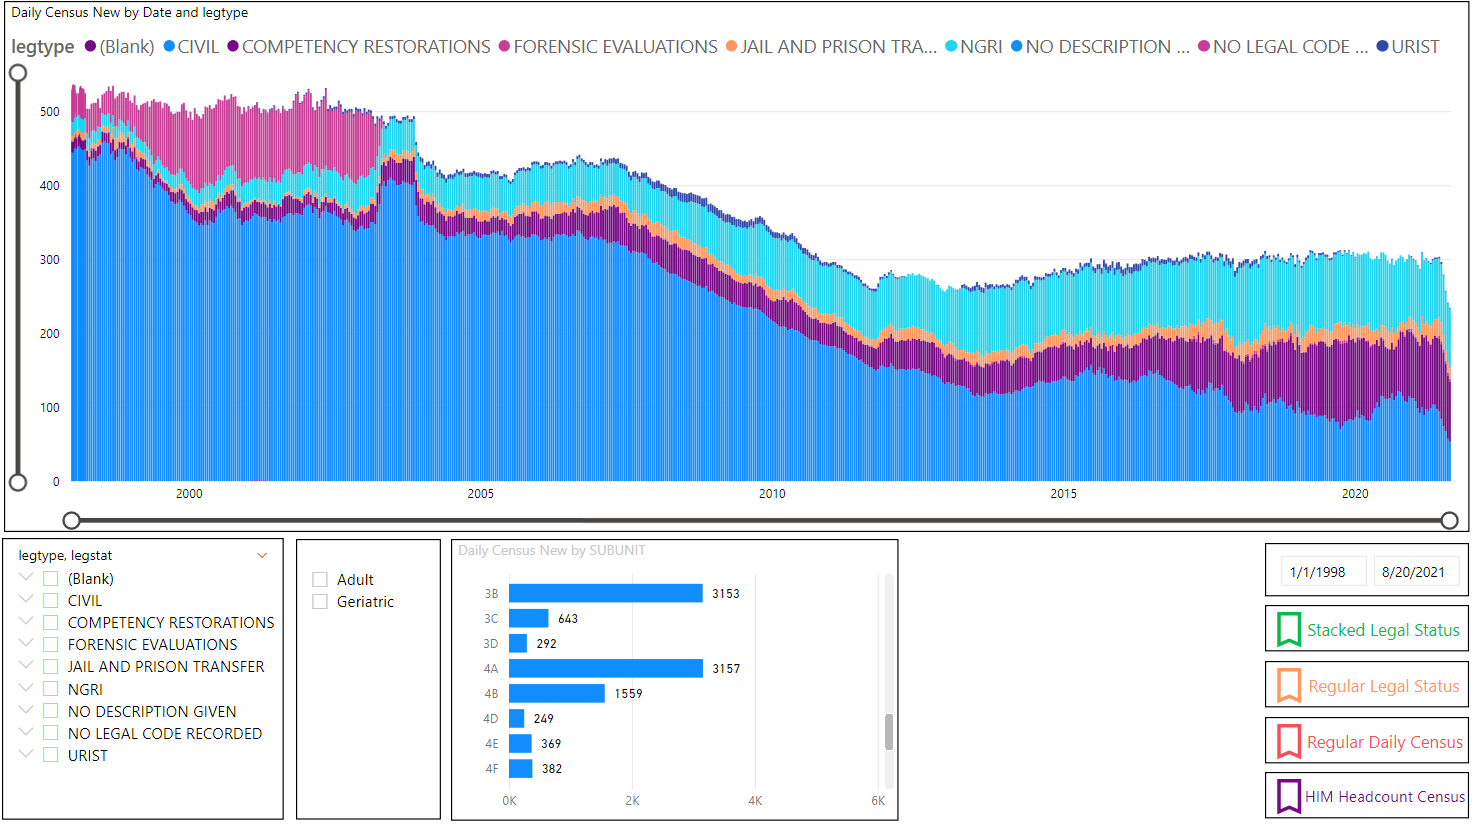 Daily Census New by Date and legtype
legtype (Blank) CIVIL COMPETENCY RESTORATIONS FORENSIC EVALUATIONS JAIL AND PRISON TRA... NGRI NO DESCRIPTION ... NO LEGAL CODE ... URIST
500
400
300
200
100
0
2000 2005 2010 2015 2020
legtype, legstat
(Blank)
CIVIL
COMPETENCY RESTORATIONS
FORENSIC EVALUATIONS
JAIL AND PRISON TRANSFER
NGRI
NO DESCRIPTION GIVEN
NO LEGAL CODE RECORDED
URIST
Adult
Geriatric
Daily Census New by SUBUNIT
3B 3153
3C 643
3D 292
4A 3157
4B 1559
4D 249
4E 369
4F 382
0K 2K 4K 6K
1/1/1998 8/20/2021
Stacked Legal Status
Regular Legal Status
Regular Daily Census
HIM Headcount Census